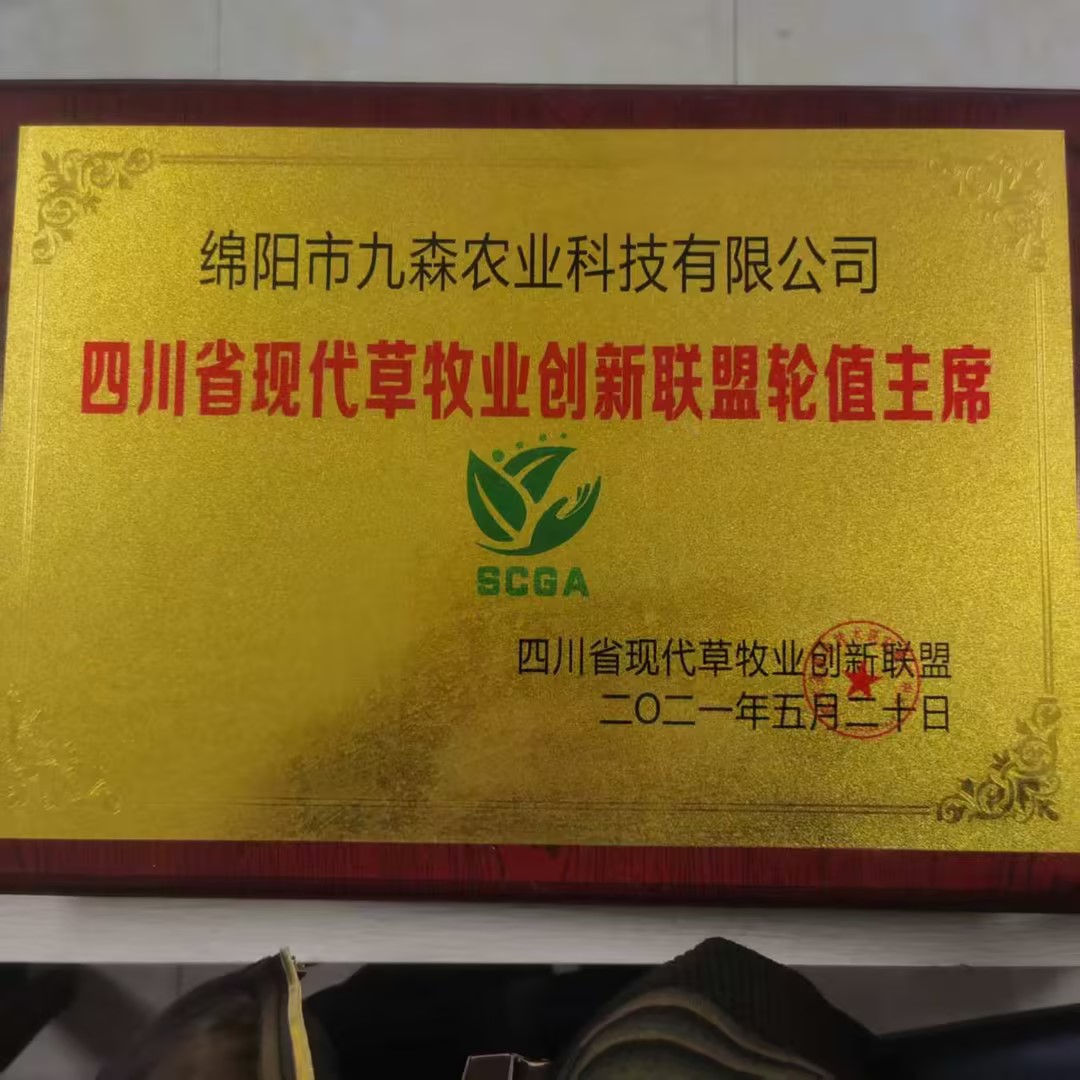 绵阳市九森农业科技有限公司
四川省现代草牧业创新联盟轮值主席
SCGA
四川省现代草牧业创新联盟
二〇二一年五月二十日